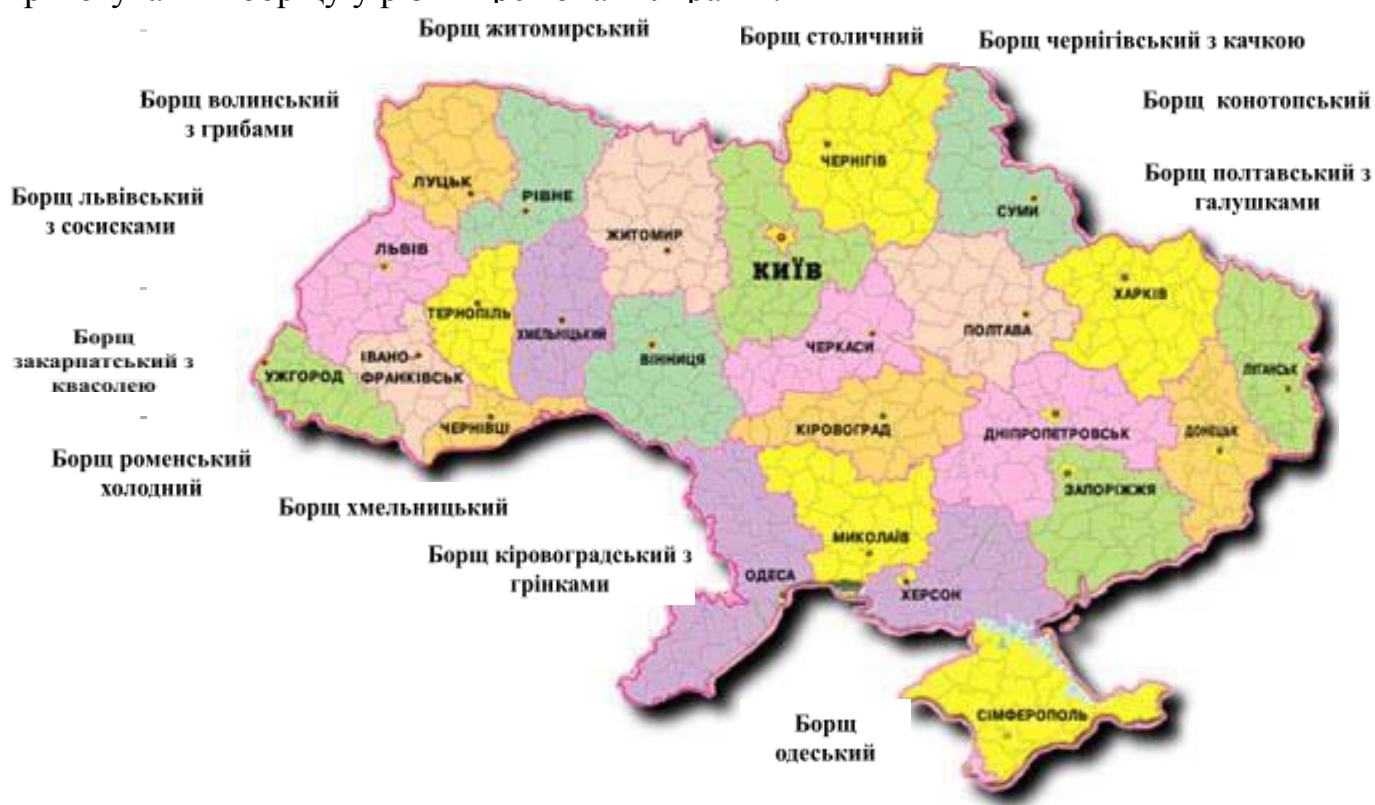 Борщ житомирський
Борщ столичний
Борщ чернігівський з качкою
Борщ волинський
з грибами
Борщ конотопський
Борщ львівський
з сосисками
Борщ полтавський з
галушками
Борщ
закарпатський з
квасолею
Борщ роменський
холодний
Борщ хмельницький
Борщ кіровоградський з
грінками
Борщ
одеський
ЛУЦЬК
РІВНЕ
ЖИТОМИР
КИЇВ
ЧЕРНІГІВ
СУМИ
ЛЬВІВ
ТЕРНОПІЛЬ
ХМЕЛЬНИЦЬКИЙ
ВІННИЦЯ
ЧЕРКАСИ
ПОЛТАВА
ХАРКІВ
ЛУГАНСЬК
УЖГОРОД
ІВАНО-
ФРАНКІВСЬК
ЧЕРНІВЦІ
КІРОВОГРАД
ДНІПРОПЕТРОВСЬК
ДОНЕЦЬК
ЗАПОРІЖЖЯ
МИКОЛАЇВ
ОДЕСА
ХЕРСОН
СІМФЕРОПОЛЬ